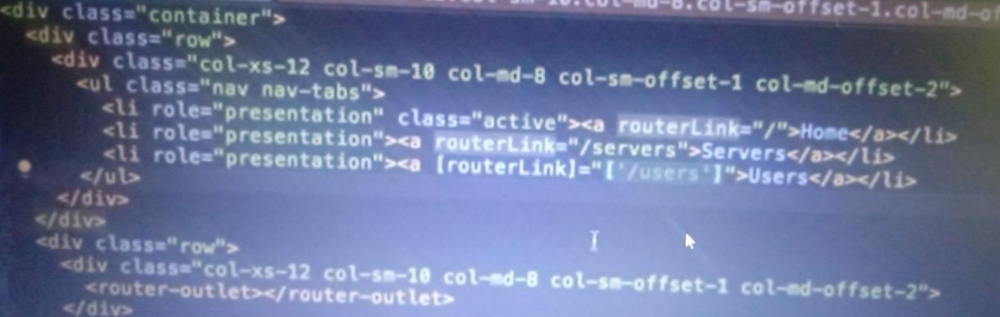 sm-10.col-md-8.col-sm-offset-1.col-md-of
<div class="container">
<div class="row">
<div class="col-xs-12 col-sm-10 col-md-8 col-sm-offset-1 col-md-offset-2">
<ul class="nav nav-tabs">
<li role="presentation" class="active"><a routerLink="/">Home</a></li>
<li role="presentation"><a routerLink="/servers">Servers</a></li>
<li role="presentation"><a [routerLink]="['/users']">Users</a></li>
</ul>
</div>
</div>
<div class="row">
<div class="col-xs-12 col-sm-10 col-md-8 col-sm-offset-1 col-md-offset-2">
<router-outlet></router-outlet>
</div>